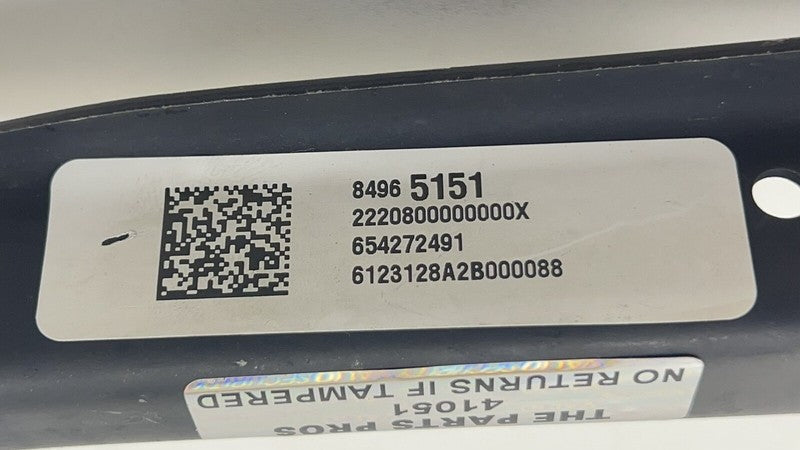 8496 5151
2220800000000X
654272491
6123128A2B000088
THE PARTS PROS
41051
NO RETURNS IF TAMPERED